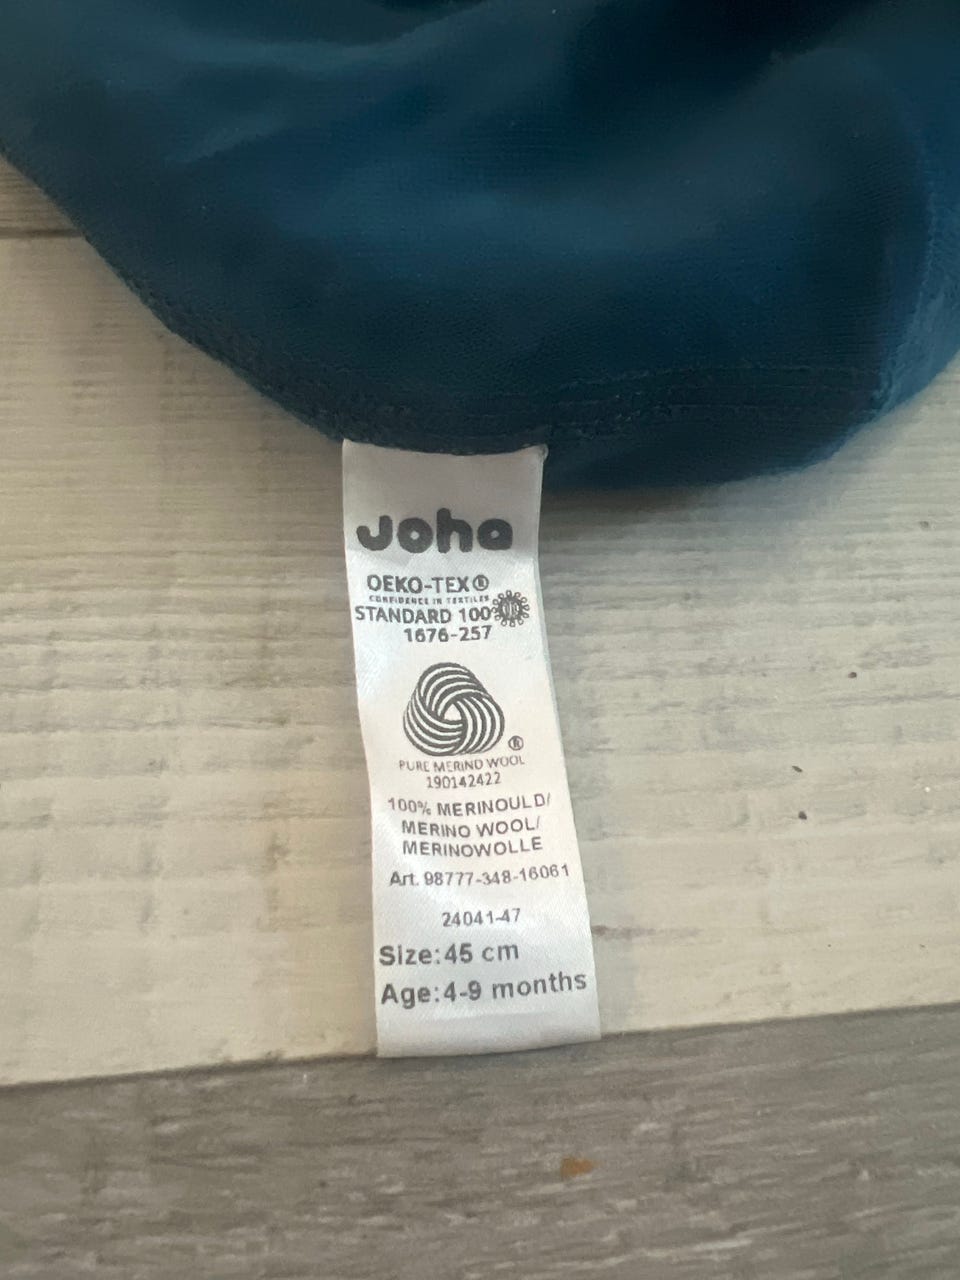 Joha
OEKO-TEX®
CONFIDENCE IN TEXTILES
STANDARD 100
1676-257
®
PURE MERINO WOOL
190142422
100% MERINOULD/
MERINO WOOL/
MERINOWOLLE
Art. 98777-348-16061
24041-47
Size:45 cm
Age:4-9 months